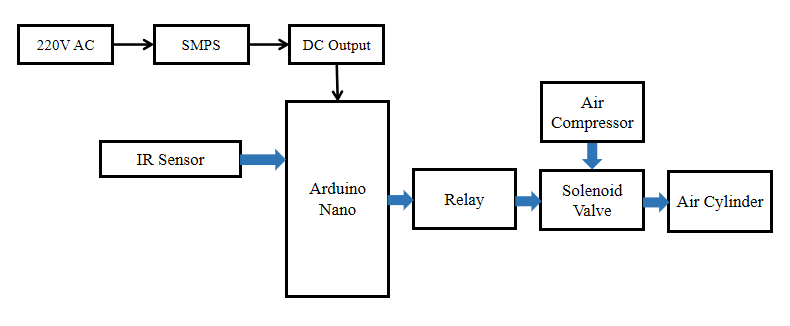 220V AC
SMPS
DC Output
Air
Compressor
IR Sensor
Arduino
Nano
Relay
Solenoid
Valve
Air Cylinder